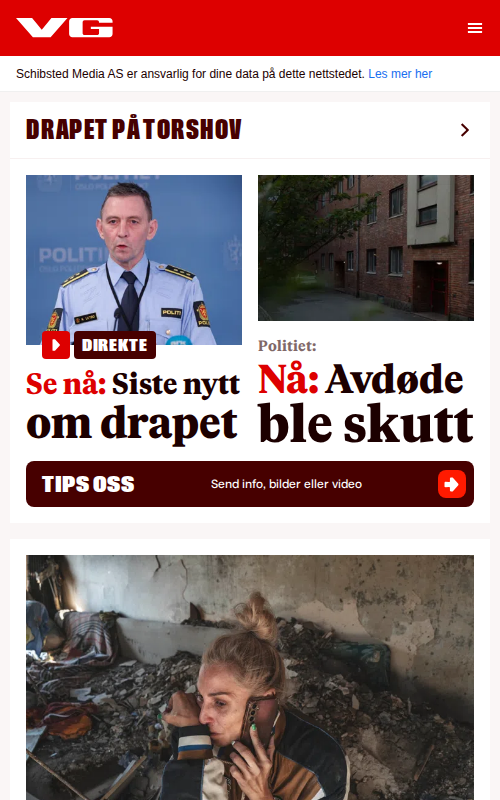 VG
Schibsted Media AS er ansvarlig for dine data på dette nettstedet. Les mer her
DRAPET PÅ TORSHOV
POLITI
POLITI
DIREKTE
Se nå: Siste nytt
om drapet
Politiet:
Nå: Avdøde
ble skutt
TIPS OSS
Send info, bilder eller video